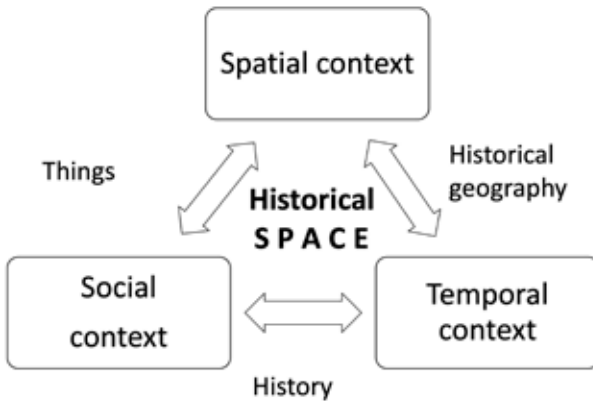 Spatial context
Things
Historical
geography
Historical
S P A C E
Social
context
Temporal
context
History